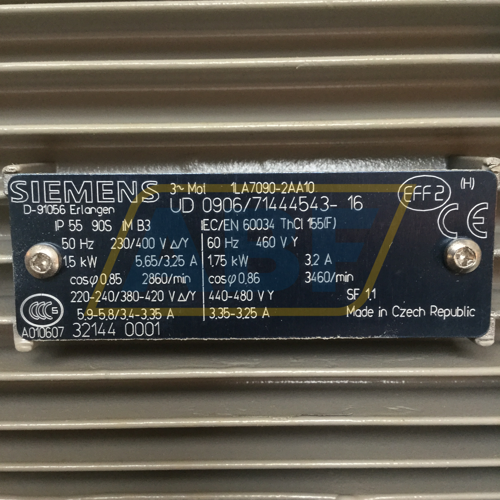 SIEMENS 3~ Mot 1LA7090-2AA10 EFF2 (H)
D-91056 Erlangen UD 0906/71444543- 16
IP 55 90S IM B3 IEC/EN 60034 ThCl 155(F) CE
50 Hz 230/400 V Δ/Y 60 Hz 460 V Y
1,5 kW 5,65/3,25 A 1,75 kW 3,2 A
cosφ 0,85 2860/min cosφ 0,86 3460/min
220-240/380-420 V Δ/Y 440-480 V Y SF 1,1
5,9-5,8/3,4-3,35 A 3,35-3,25 A Made in Czech Republic
CCC S
A010607 32144 0001
ASE